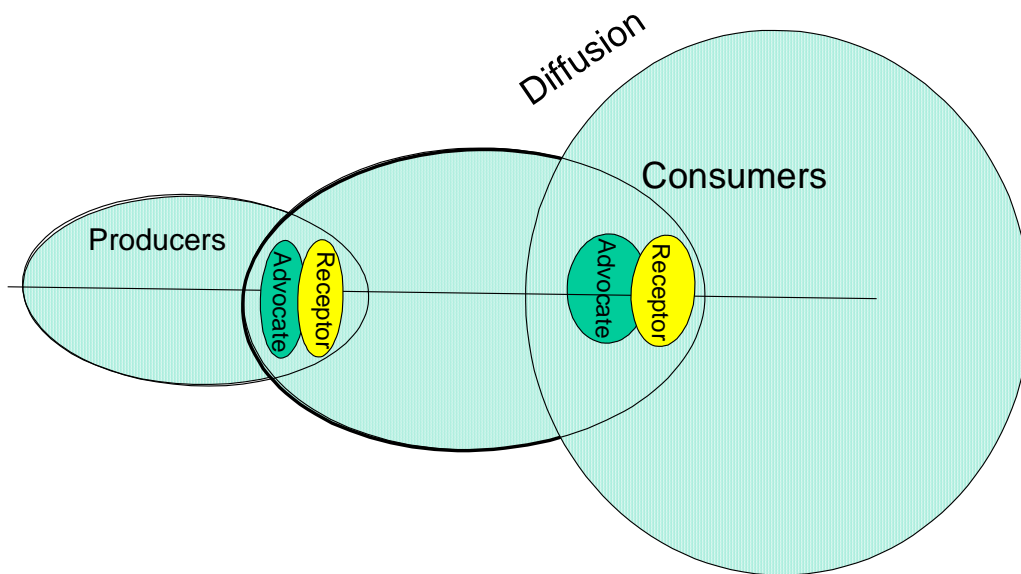 Diffusion
Consumers
Producers
Advocate
Receptor
Advocate
Receptor